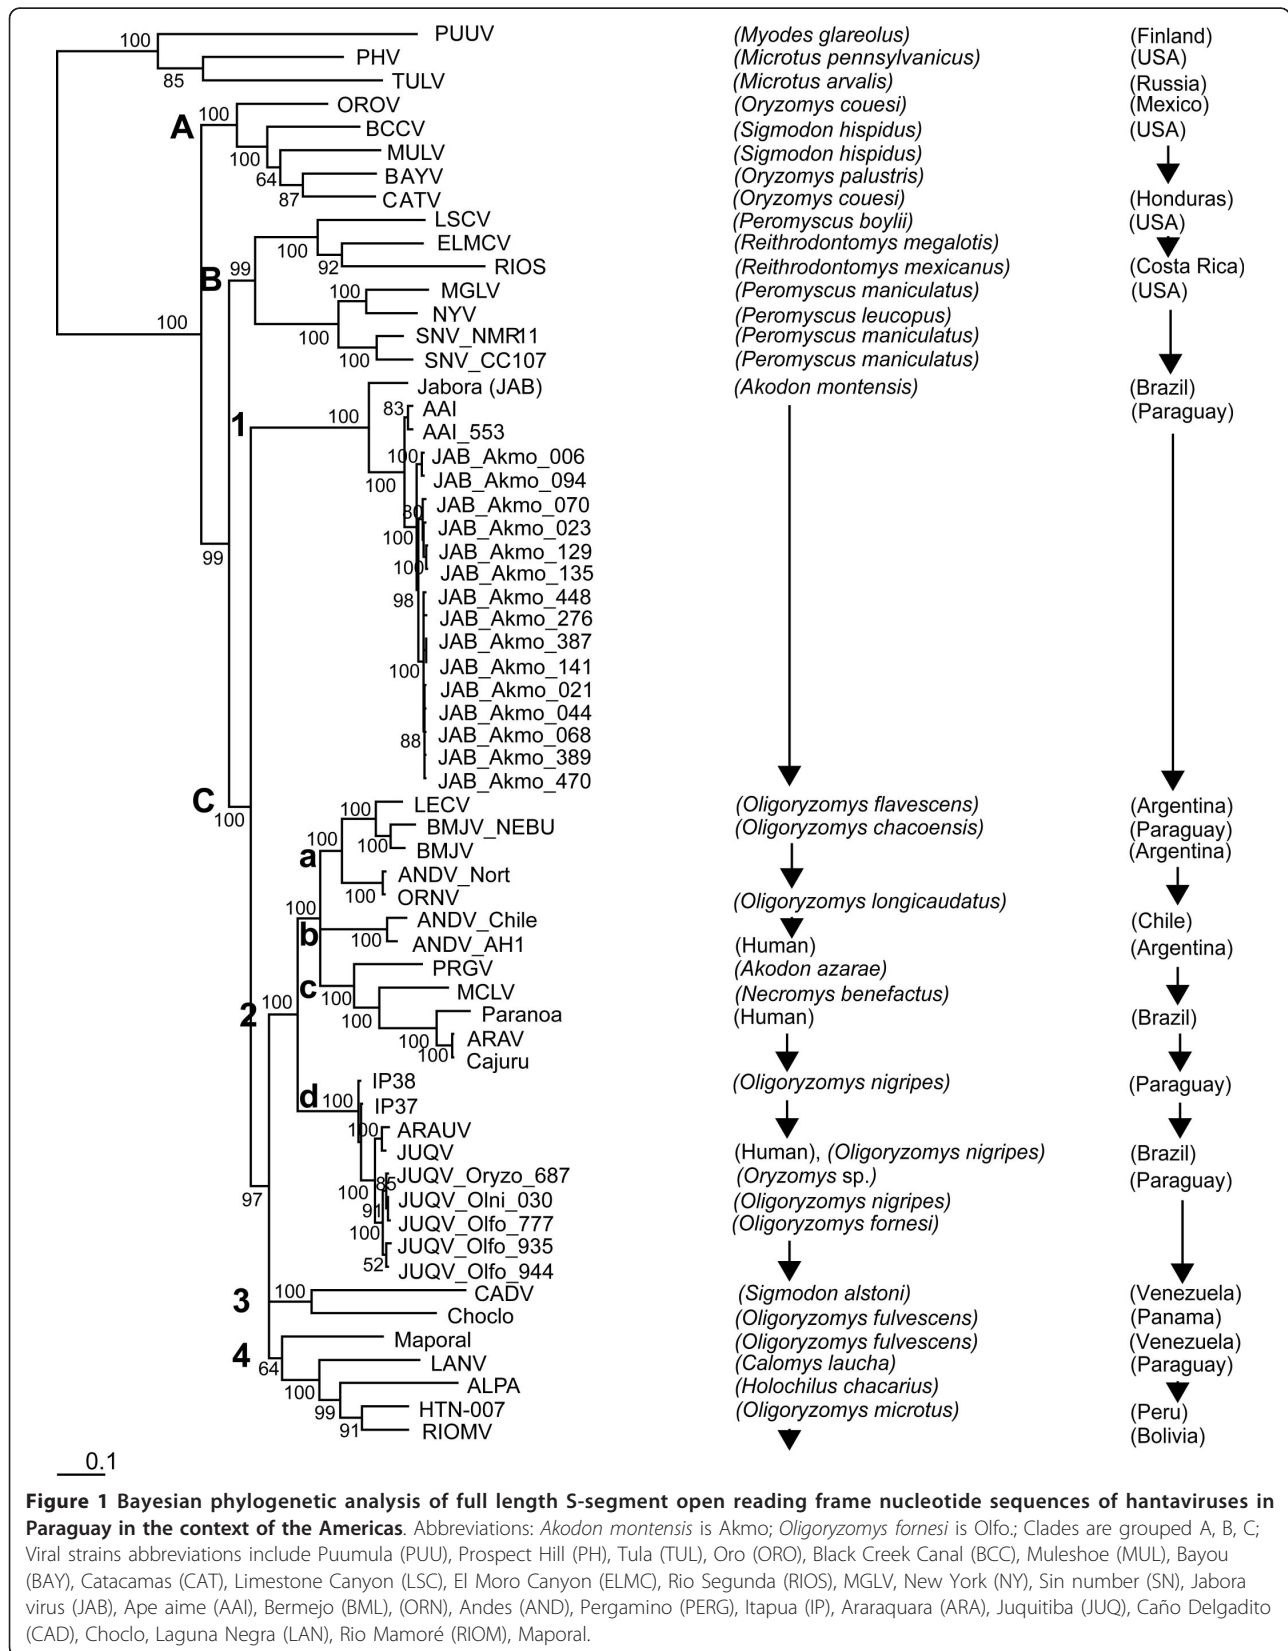 100 PUUV (Myodes glareolus) (Finland)
PHV (Microtus pennsylvanicus) (USA)
85 TULV (Microtus arvalis) (Russia)
100 OROV (Oryzomys couesi) (Mexico)
A BCCV (Sigmodon hispidus) (USA)
100 MULV (Sigmodon hispidus)
64 BAYV (Oryzomys palustris)
87 CATV (Oryzomys couesi) (Honduras)
LSCV (Peromyscus boylii) (USA)
100 ELMCV (Reithrodontomys megalotis)
99 92 RIOS (Reithrodontomys mexicanus) (Costa Rica)
B 100 MGLV (Peromyscus maniculatus) (USA)
NYV (Peromyscus leucopus)
100 100 SNV_NMR11 (Peromyscus maniculatus)
100 SNV_CC107 (Peromyscus maniculatus)
Jabora (JAB) (Akodon montensis) (Brazil)
1 100 83 AAI (Paraguay)
AAI_553
100 JAB_Akmo_006
100 JAB_Akmo_094
80 JAB_Akmo_070
JAB_Akmo_023
100 JAB_Akmo_129
99 100 JAB_Akmo_135
98 JAB_Akmo_448
JAB_Akmo_276
JAB_Akmo_387
100 JAB_Akmo_141
JAB_Akmo_021
JAB_Akmo_044
88 JAB_Akmo_068
JAB_Akmo_389
JAB_Akmo_470
C 100 LECV (Oligoryzomys flavescens) (Argentina)
100 100 BMJV_NEBU (Oligoryzomys chacoensis) (Paraguay)
a 100 BMJV (Argentina)
ANDV_Nort
100 ORNV (Oligoryzomys longicaudatus)
100 ANDV_Chile (Chile)
b 100 ANDV_AH1 (Human) (Argentina)
PRGV (Akodon azarae)
c 100 MCLV (Necromys benefactus)
2 100 100 Paranoa (Human) (Brazil)
100 ARAV
100 Cajuru
IP38 (Oligoryzomys nigripes) (Paraguay)
d 100 IP37
100 ARAUV
JUQV (Human), (Oligoryzomys nigripes) (Brazil)
85 JUQV_Oryzo_687 (Oryzomys sp.) (Paraguay)
97 100 91 JUQV_Olni_030 (Oligoryzomys nigripes)
JUQV_Olfo_777 (Oligoryzomys fornesi)
100 JUQV_Olfo_935
52 JUQV_Olfo_944
3 100 CADV (Sigmodon alstoni) (Venezuela)
Choclo (Oligoryzomys fulvescens) (Panama)
4 Maporal (Oligoryzomys fulvescens) (Venezuela)
64 LANV (Calomys laucha) (Paraguay)
100 ALPA (Holochilus chacarius)
99 HTN-007 (Oligoryzomys microtus) (Peru)
91 RIOMV (Bolivia)
0.1
Figure 1 Bayesian phylogenetic analysis of full length S-segment open reading frame nucleotide sequences of hantaviruses in
Paraguay in the context of the Americas. Abbreviations: Akodon montensis is Akmo; Oligoryzomys fornesi is Olfo.; Clades are grouped A, B, C;
Viral strains abbreviations include Puumula (PUU), Prospect Hill (PH), Tula (TUL), Oro (ORO), Black Creek Canal (BCC), Muleshoe (MUL), Bayou
(BAY), Catacamas (CAT), Limestone Canyon (LSC), El Moro Canyon (ELMC), Rio Segunda (RIOS), MGLV, New York (NY), Sin number (SN), Jabora
virus (JAB), Ape aime (AAI), Bermejo (BML), (ORN), Andes (AND), Pergamino (PERG), Itapua (IP), Araraquara (ARA), Juquitiba (JUQ), Caño Delgadito
(CAD), Choclo, Laguna Negra (LAN), Rio Mamoré (RIOM), Maporal.